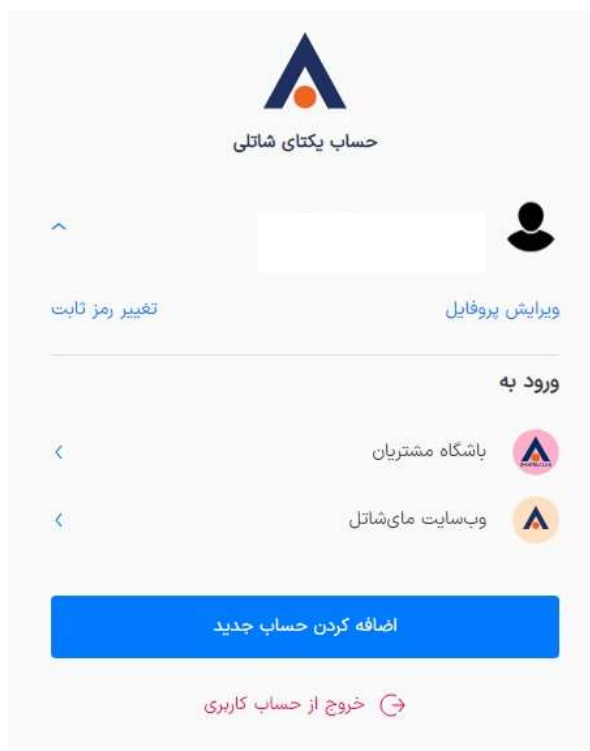 حساب یکتای شاتلی
ویرایش پروفایل
تغییر رمز ثابت
ورود به
باشگاه مشتریان
وب‌سایت مای‌شاتل
اضافه کردن حساب جدید
خروج از حساب کاربری